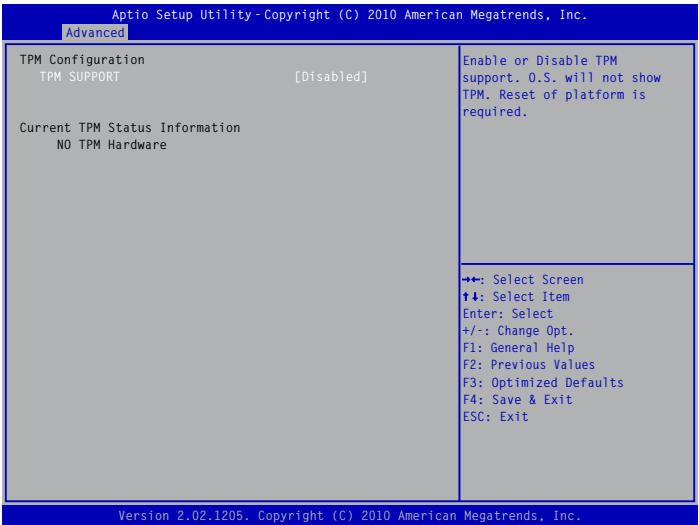 Aptio Setup Utility - Copyright (C) 2010 American Megatrends, Inc.
Advanced
TPM Configuration
TPM SUPPORT [Disabled]
Current TPM Status Information
NO TPM Hardware
Enable or Disable TPM
support. O.S. will not show
TPM. Reset of platform is
required.
→←: Select Screen
↑↓: Select Item
Enter: Select
+/-: Change Opt.
F1: General Help
F2: Previous Values
F3: Optimized Defaults
F4: Save & Exit
ESC: Exit
Version 2.02.1205. Copyright (C) 2010 American Megatrends, Inc.